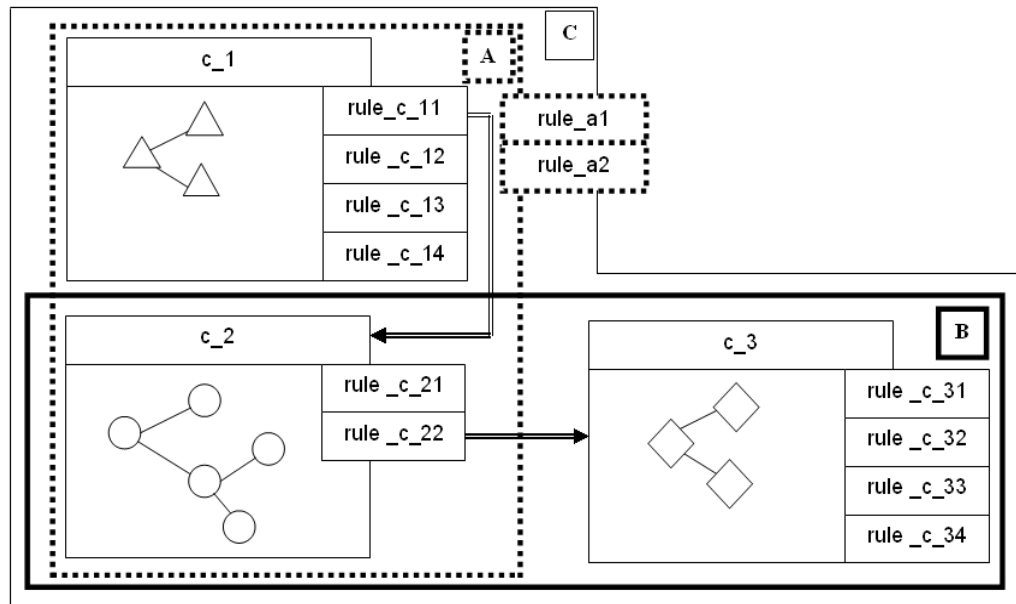 C
A
c_1
rule_c_11
rule _c_12
rule _c_13
rule _c_14
rule_a1
rule_a2
B
c_2
rule _c_21
rule _c_22
c_3
rule _c_31
rule _c_32
rule _c_33
rule _c_34